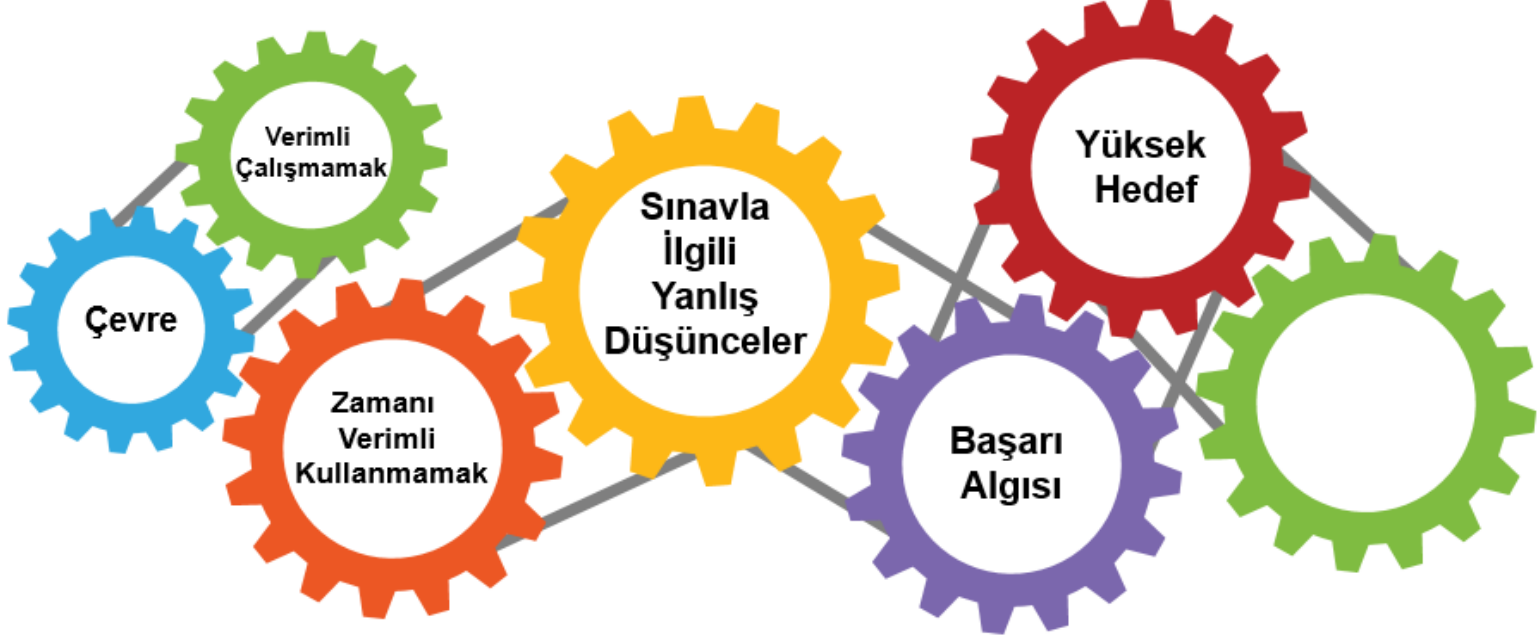 Verimli
Çalışmamak
Çevre
Zamanı
Verimli
Kullanmamak
Sınavla
İlgili
Yanlış
Düşünceler
Başarı
Algısı
Yüksek
Hedef